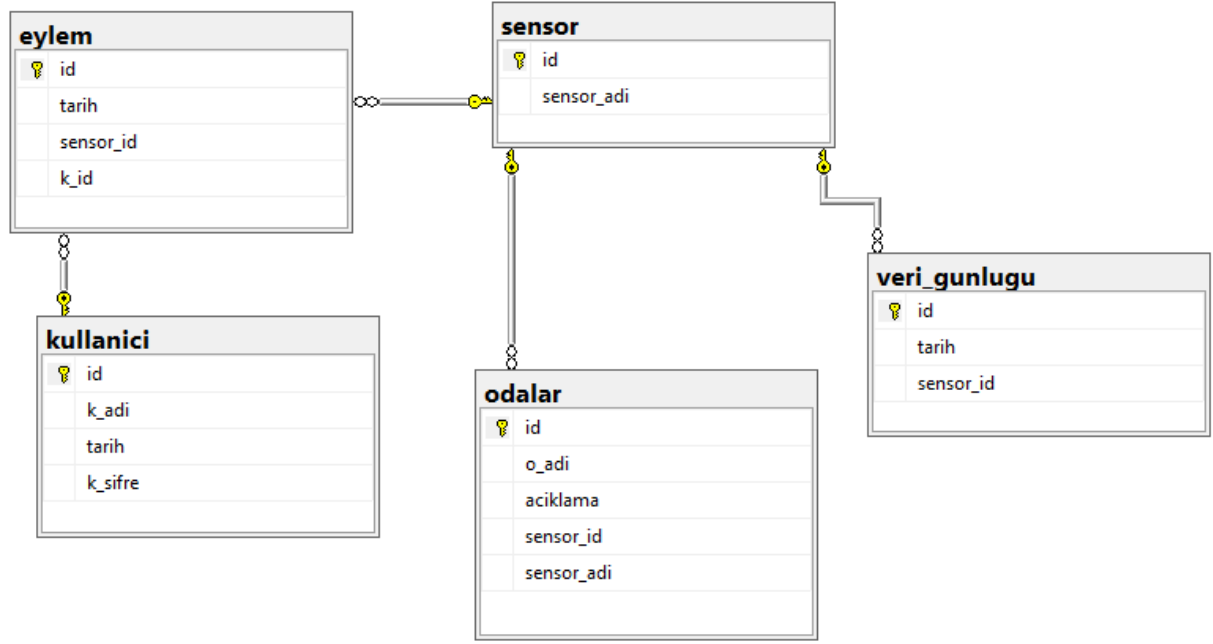 eylem
id
tarih
sensor_id
k_id
sensor
id
sensor_adi
kullanici
id
k_adi
tarih
k_sifre
odalar
id
o_adi
aciklama
sensor_id
sensor_adi
veri_gunlugu
id
tarih
sensor_id